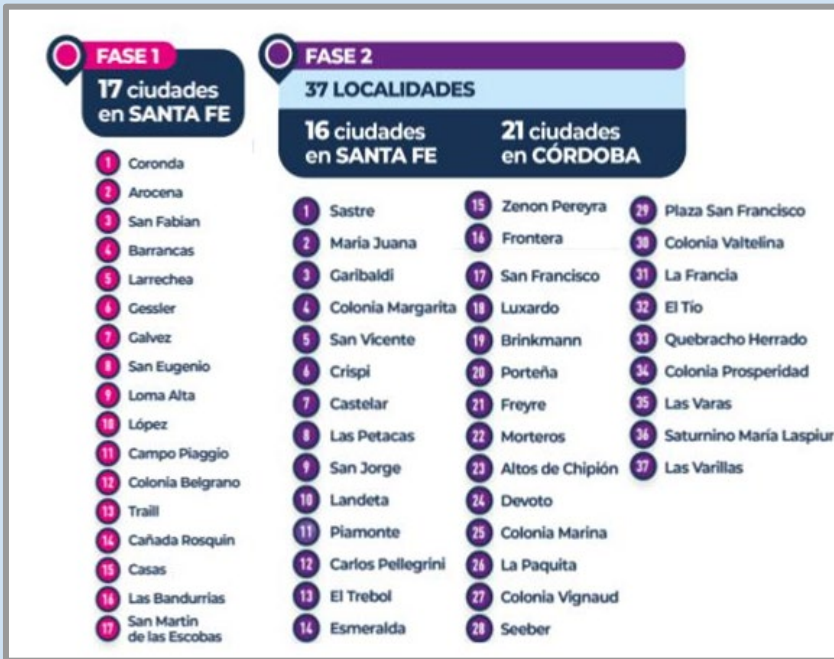 FASE 1
17 ciudades
en SANTA FE
1 Coronda
2 Arocena
3 San Fabian
4 Barrancas
5 Larrechea
6 Gessler
7 Galvez
8 San Eugenio
9 Loma Alta
10 López
11 Campo Piaggio
12 Colonia Belgrano
13 Traill
14 Cañada Rosquin
15 Casas
16 Las Bandurrias
17 San Martin
de las Escobas
FASE 2
37 LOCALIDADES
16 ciudades
en SANTA FE
21 ciudades
en CÓRDOBA
1 Sastre
2 Maria Juana
3 Garibaldi
4 Colonia Margarita
5 San Vicente
6 Crispi
7 Castelar
8 Las Petacas
9 San Jorge
10 Landeta
11 Piamonte
12 Carlos Pellegrini
13 El Trebol
14 Esmeralda
15 Zenon Pereyra
16 Frontera
17 San Francisco
18 Luxardo
19 Brinkmann
20 Porteña
21 Freyre
22 Morteros
23 Altos de Chipión
24 Devoto
25 Colonia Marina
26 La Paquita
27 Colonia Vignaud
28 Seeber
29 Plaza San Francisco
30 Colonia Valtelina
31 La Francia
32 El Tío
33 Quebracho Herrado
34 Colonia Prosperidad
35 Las Varas
36 Saturnino María Laspiur
37 Las Varillas